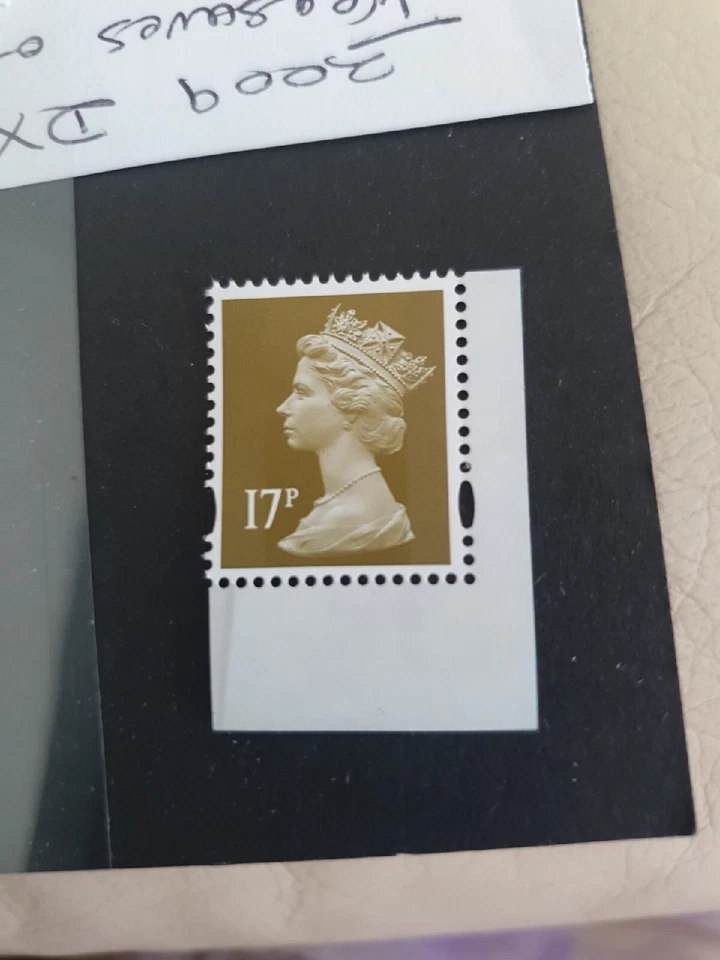 2009 DX
Treasures o
17P